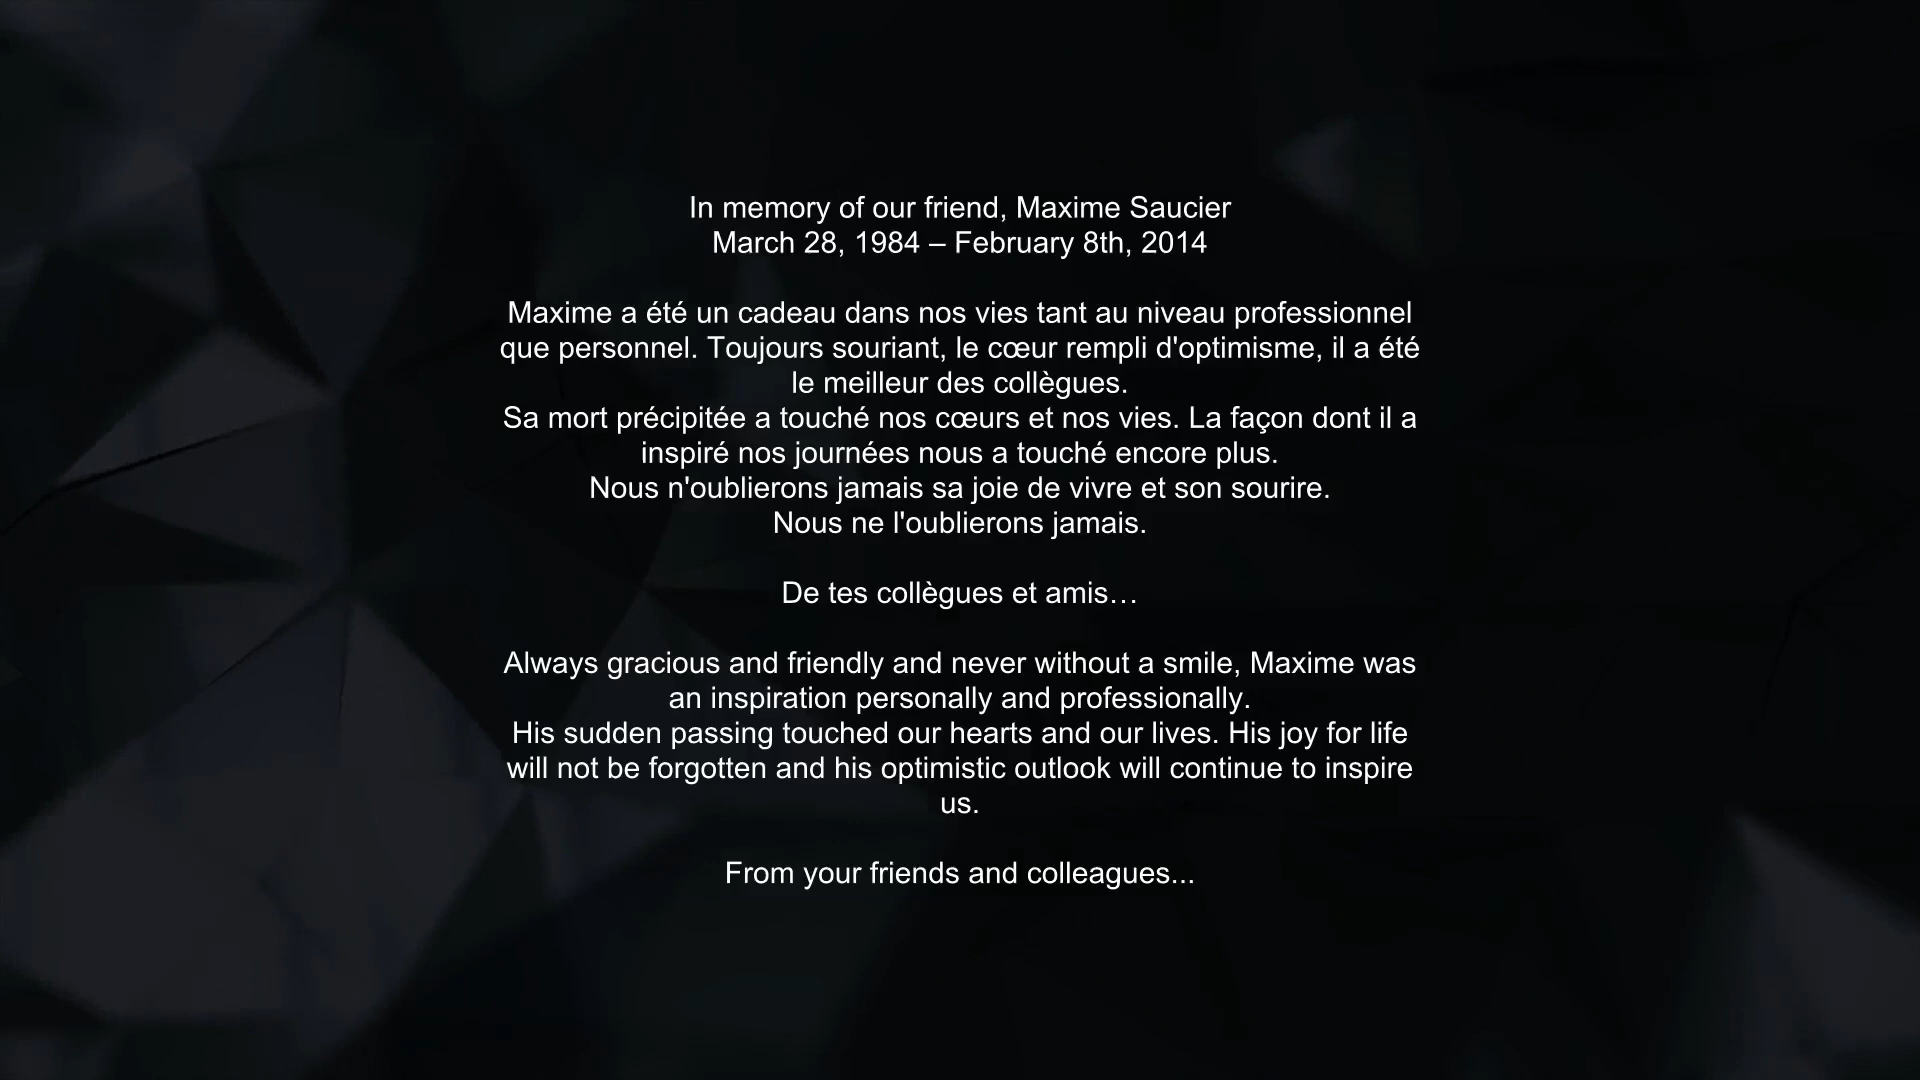 In memory of our friend, Maxime Saucier
March 28, 1984 – February 8th, 2014
Maxime a été un cadeau dans nos vies tant au niveau professionnel
que personnel. Toujours souriant, le cœur rempli d'optimisme, il a été
le meilleur des collègues.
Sa mort précipitée a touché nos cœurs et nos vies. La façon dont il a
inspiré nos journées nous a touché encore plus.
Nous n'oublierons jamais sa joie de vivre et son sourire.
Nous ne l'oublierons jamais.
De tes collègues et amis…
Always gracious and friendly and never without a smile, Maxime was
an inspiration personally and professionally.
His sudden passing touched our hearts and our lives. His joy for life
will not be forgotten and his optimistic outlook will continue to inspire
us.
From your friends and colleagues...